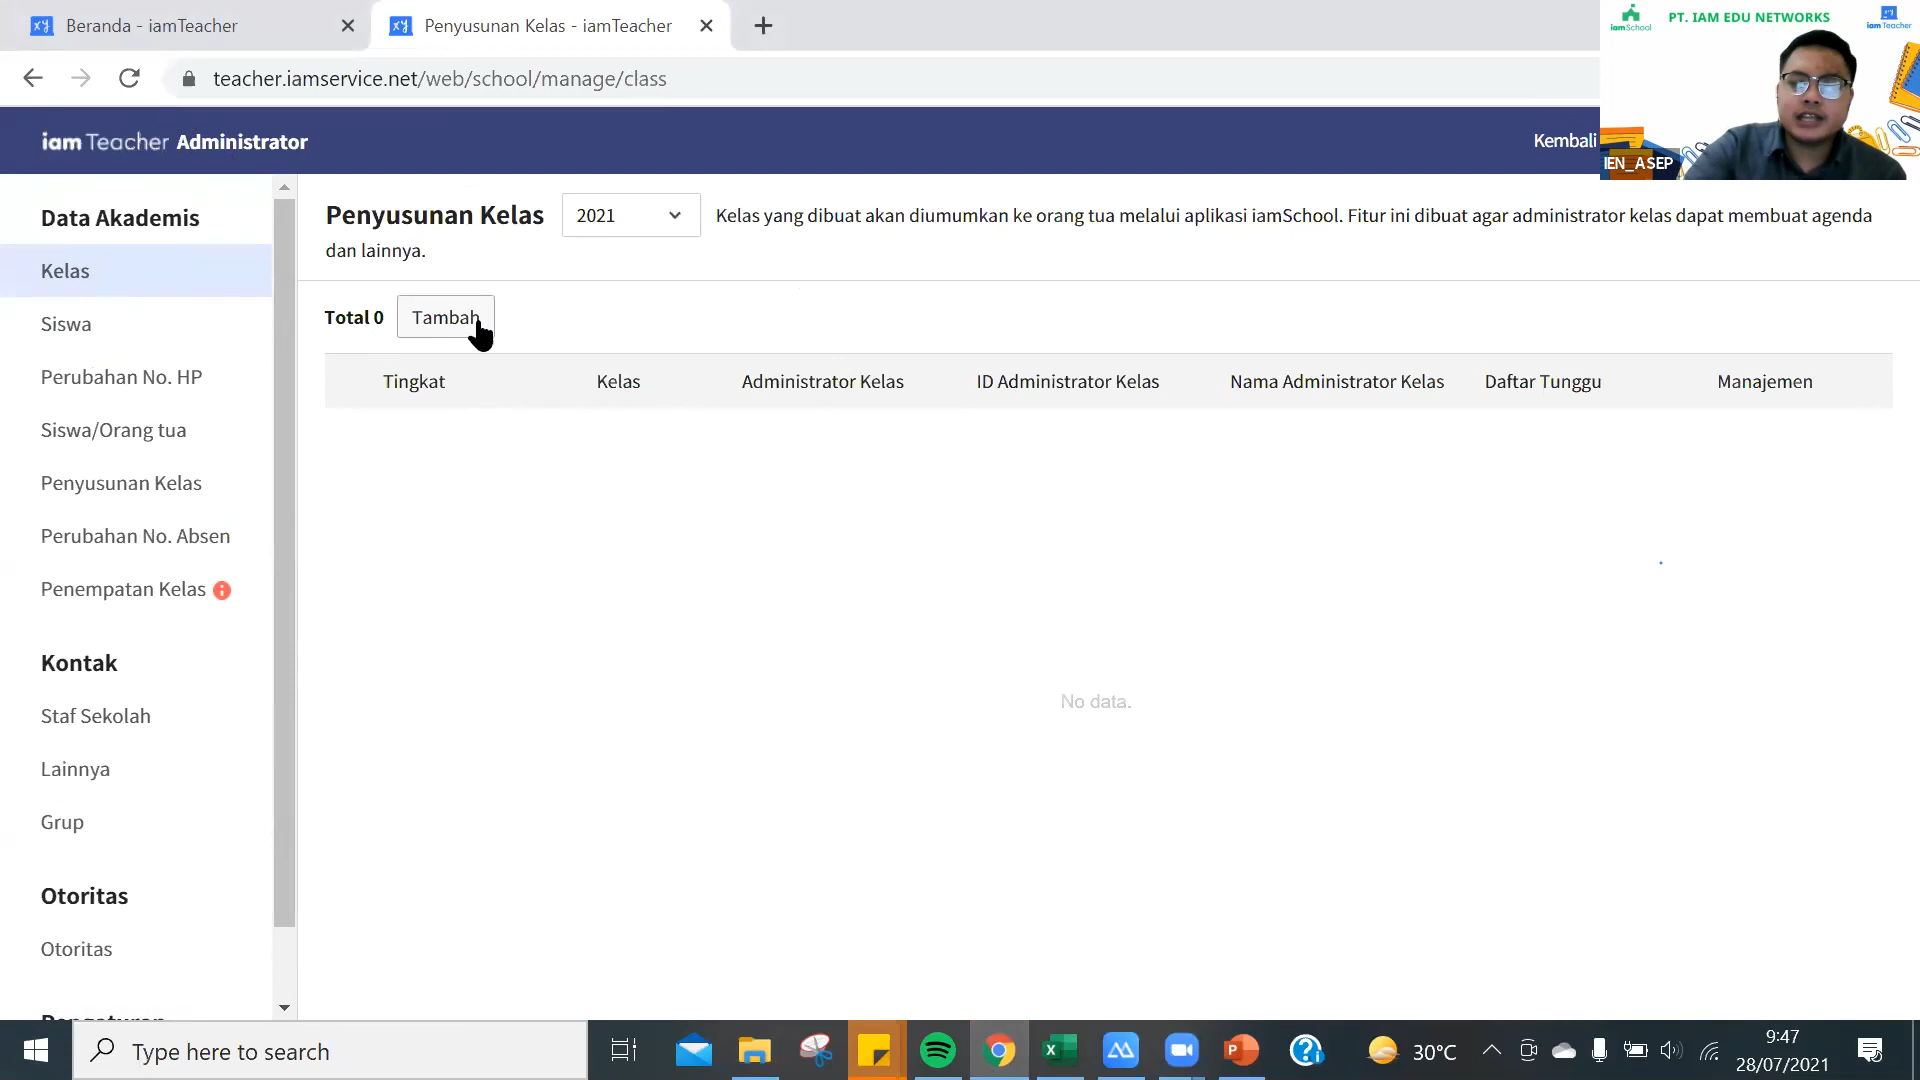 Beranda - iamTeacher
Penyusunan Kelas - iamTeacher
teacher.iamservice.net/web/school/manage/class
iamSchool
PT. IAM EDU NETWORKS
iam Teacher
IEN_ASEP
iam Teacher Administrator
Kembali
Data Akademis
Kelas
Siswa
Perubahan No. HP
Siswa/Orang tua
Penyusunan Kelas
Perubahan No. Absen
Penempatan Kelas
Kontak
Staf Sekolah
Lainnya
Grup
Otoritas
Otoritas
Penyusunan Kelas 2021 Kelas yang dibuat akan diumumkan ke orang tua melalui aplikasi iamSchool. Fitur ini dibuat agar administrator kelas dapat membuat agenda
dan lainnya.
Total 0 Tambah
Tingkat Kelas Administrator Kelas ID Administrator Kelas Nama Administrator Kelas Daftar Tunggu Manajemen
No data.
Type here to search
30°C
9:47
28/07/2021